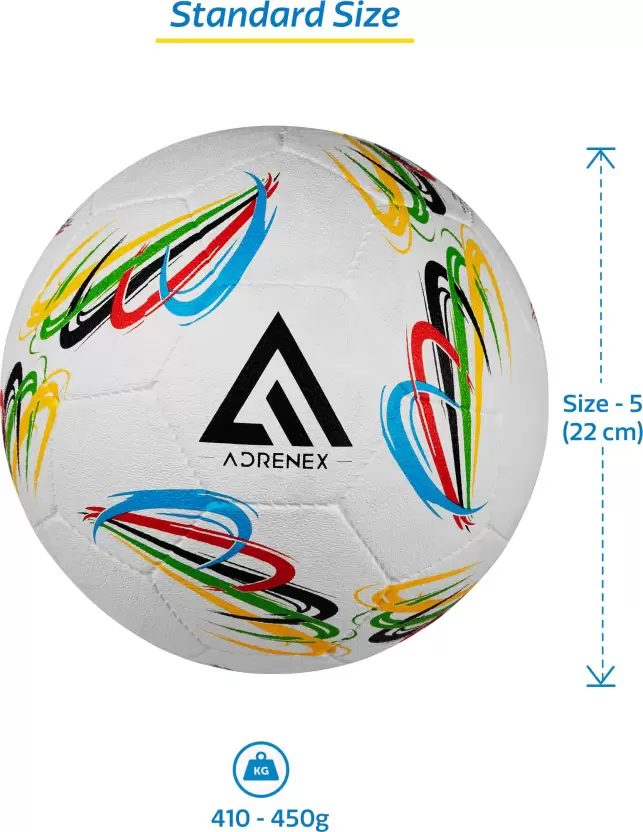 Standard Size
ADRENEX
Size - 5
(22 cm)
KG
410 - 450g